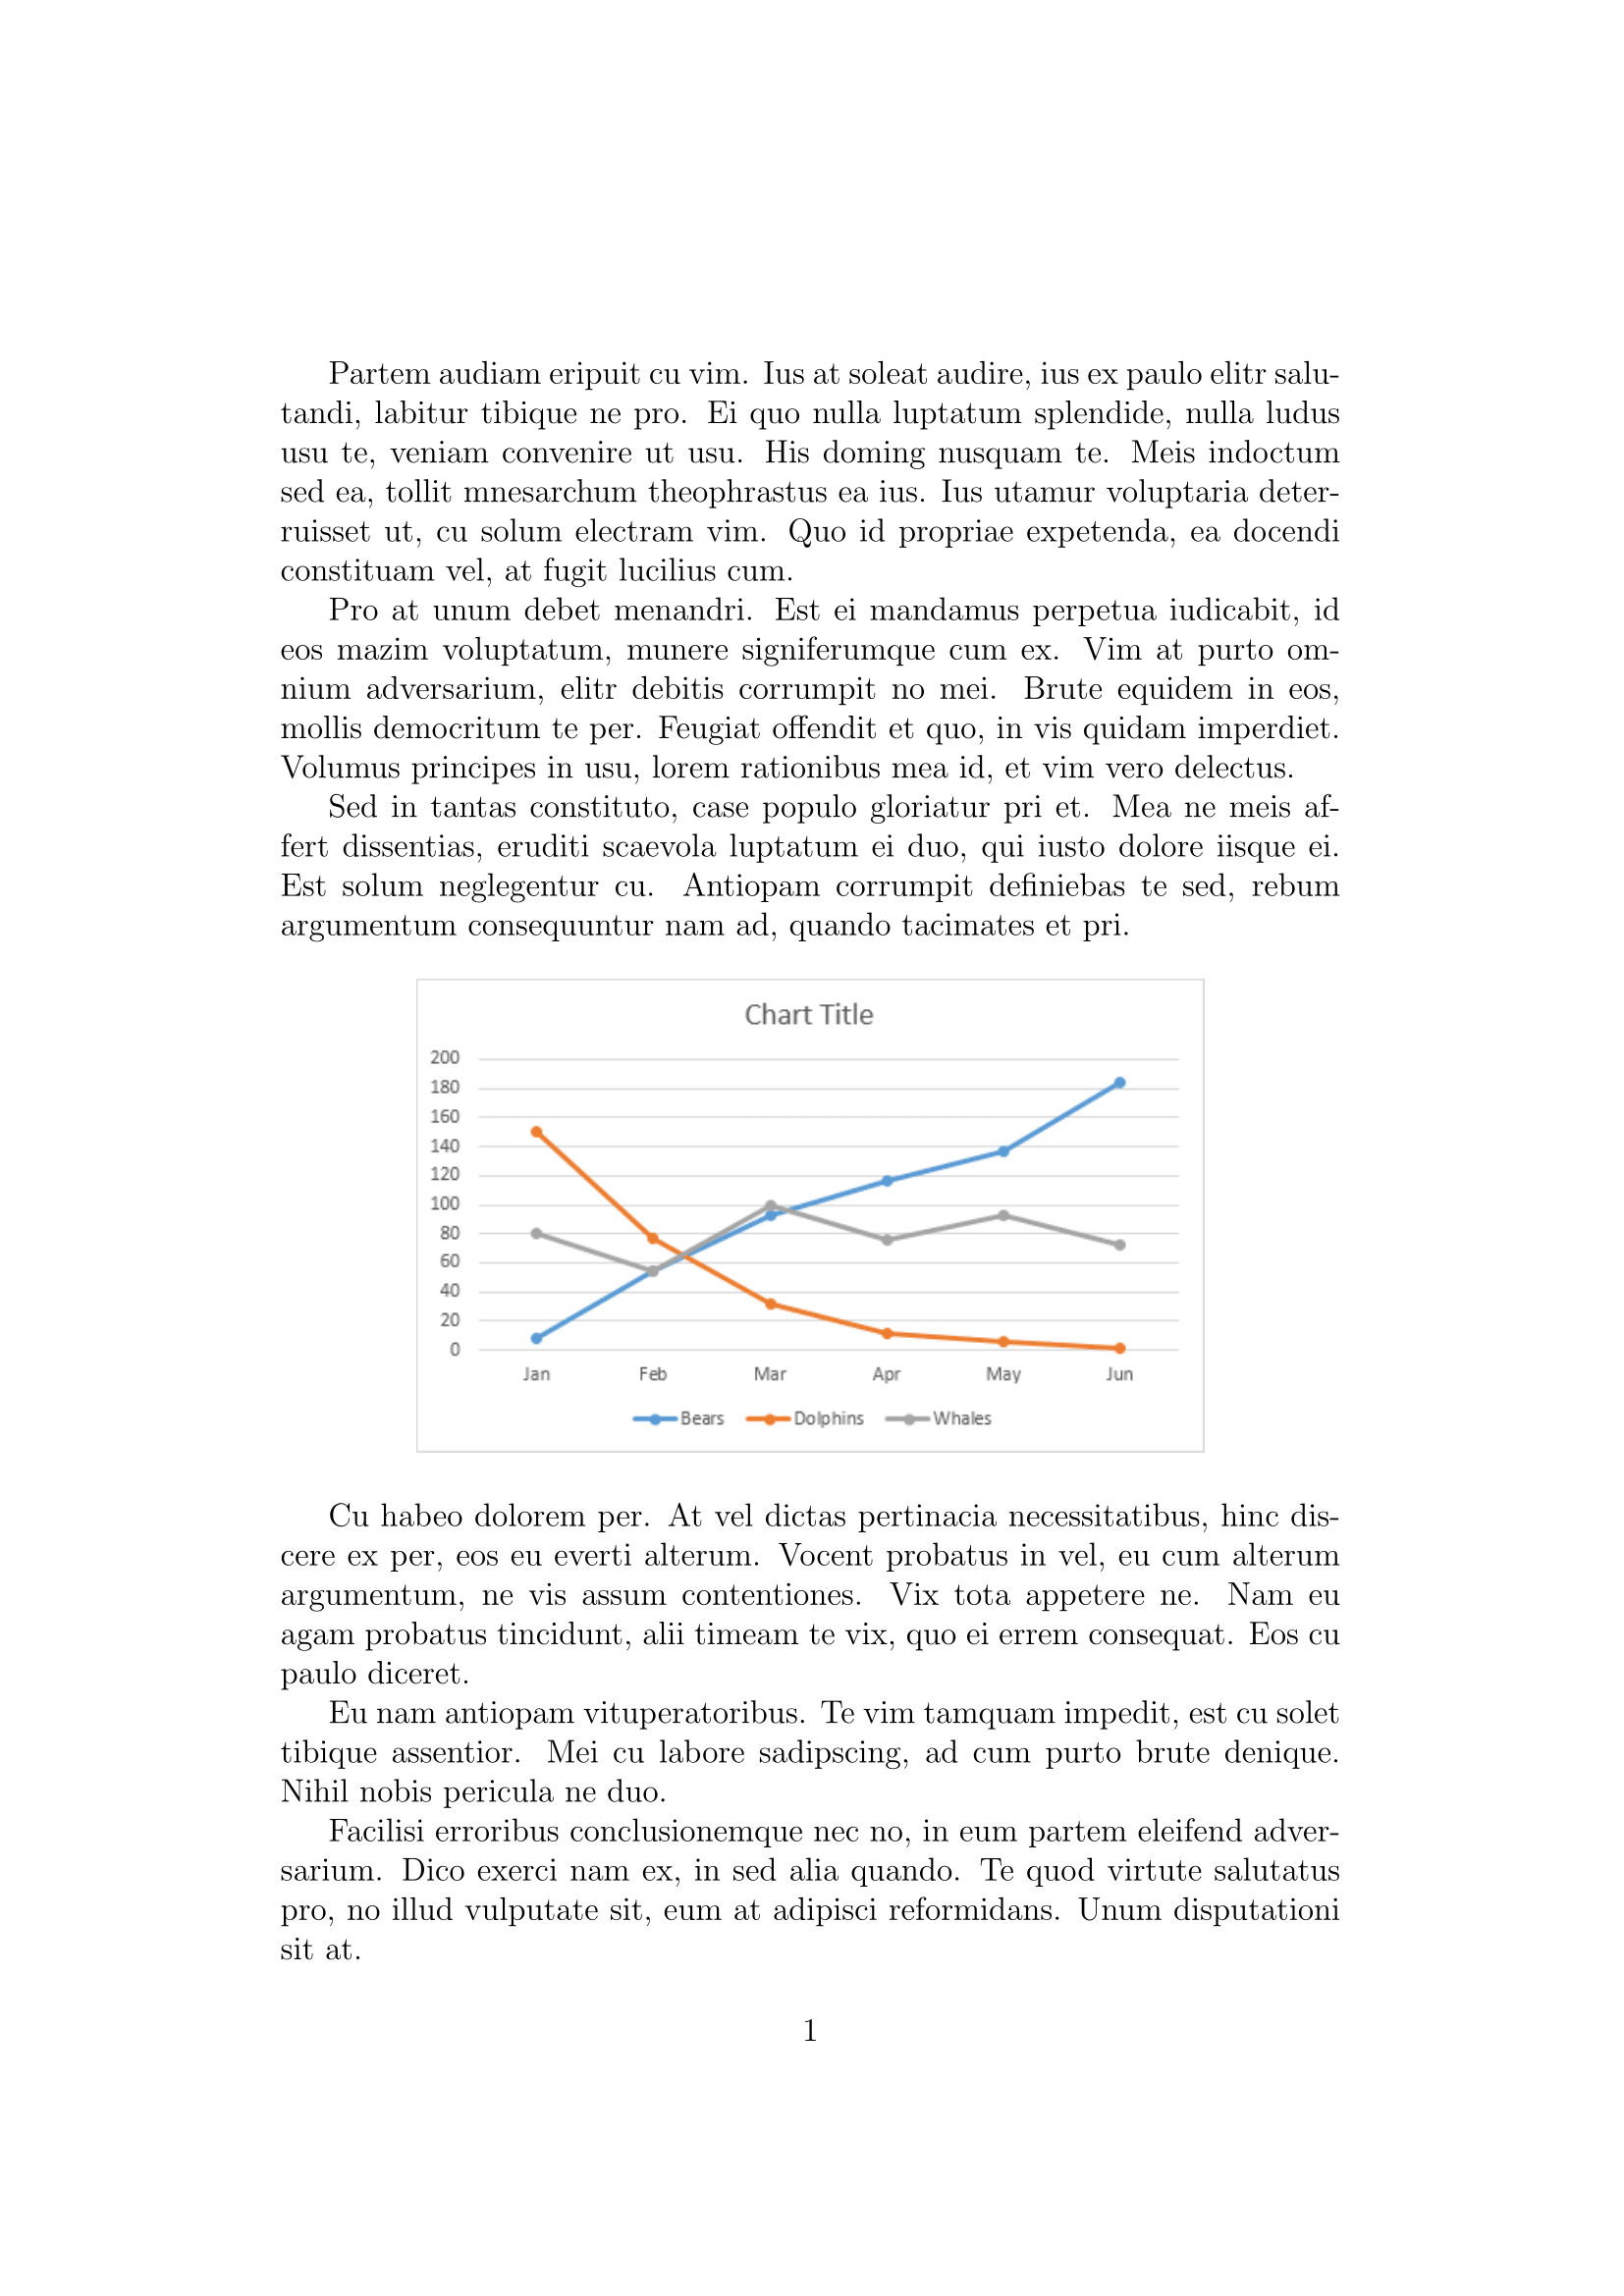 Partem audiam eripuit cu vim. Ius at soleat audire, ius ex paulo elitr salu-
tandi, labitur tibique ne pro. Ei quo nulla luptatum splendide, nulla ludus
usu te, veniam convenire ut usu. His doming nusquam te. Meis indoctum
sed ea, tollit mnesarchum theophrastus ea ius. Ius utamur voluptaria deter-
ruisset ut, cu solum electram vim. Quo id propriae expetenda, ea docendi
constituam vel, at fugit lucilius cum.
Pro at unum debet menandri. Est ei mandamus perpetua iudicabit, id
eos mazim voluptatum, munere signiferumque cum ex. Vim at purto om-
nium adversarium, elitr debitis corrumpit no mei. Brute equidem in eos,
mollis democritum te per. Feugiat offendit et quo, in vis quidam imperdiet.
Volumus principes in usu, lorem rationibus mea id, et vim vero delectus.
Sed in tantas constituto, case populo gloriatur pri et. Mea ne meis af-
fert dissentias, eruditi scaevola luptatum ei duo, qui iusto dolore iisque ei.
Est solum neglegentur cu. Antiopam corrumpit definiebas te sed, rebum
argumentum consequuntur nam ad, quando tacimates et pri.
Chart Title
200
180
160
140
120
100
80
60
40
20
0
Jan Feb Mar Apr May Jun
Bears Dolphins Whales
Cu habeo dolorem per. At vel dictas pertinacia necessitatibus, hinc dis-
cere ex per, eos eu everti alterum. Vocent probatus in vel, eu cum alterum
argumentum, ne vis assum contentiones. Vix tota appetere ne. Nam eu
agam probatus tincidunt, alii timeam te vix, quo ei errem consequat. Eos cu
paulo diceret.
Eu nam antiopam vituperatoribus. Te vim tamquam impedit, est cu solet
tibique assentior. Mei cu labore sadipscing, ad cum purto brute denique.
Nihil nobis pericula ne duo.
Facilisi erroribus conclusionemque nec no, in eum partem eleifend adver-
sarium. Dico exerci nam ex, in sed alia quando. Te quod virtute salutatus
pro, no illud vulputate sit, eum at adipisci reformidans. Unum disputationi
sit at.
1